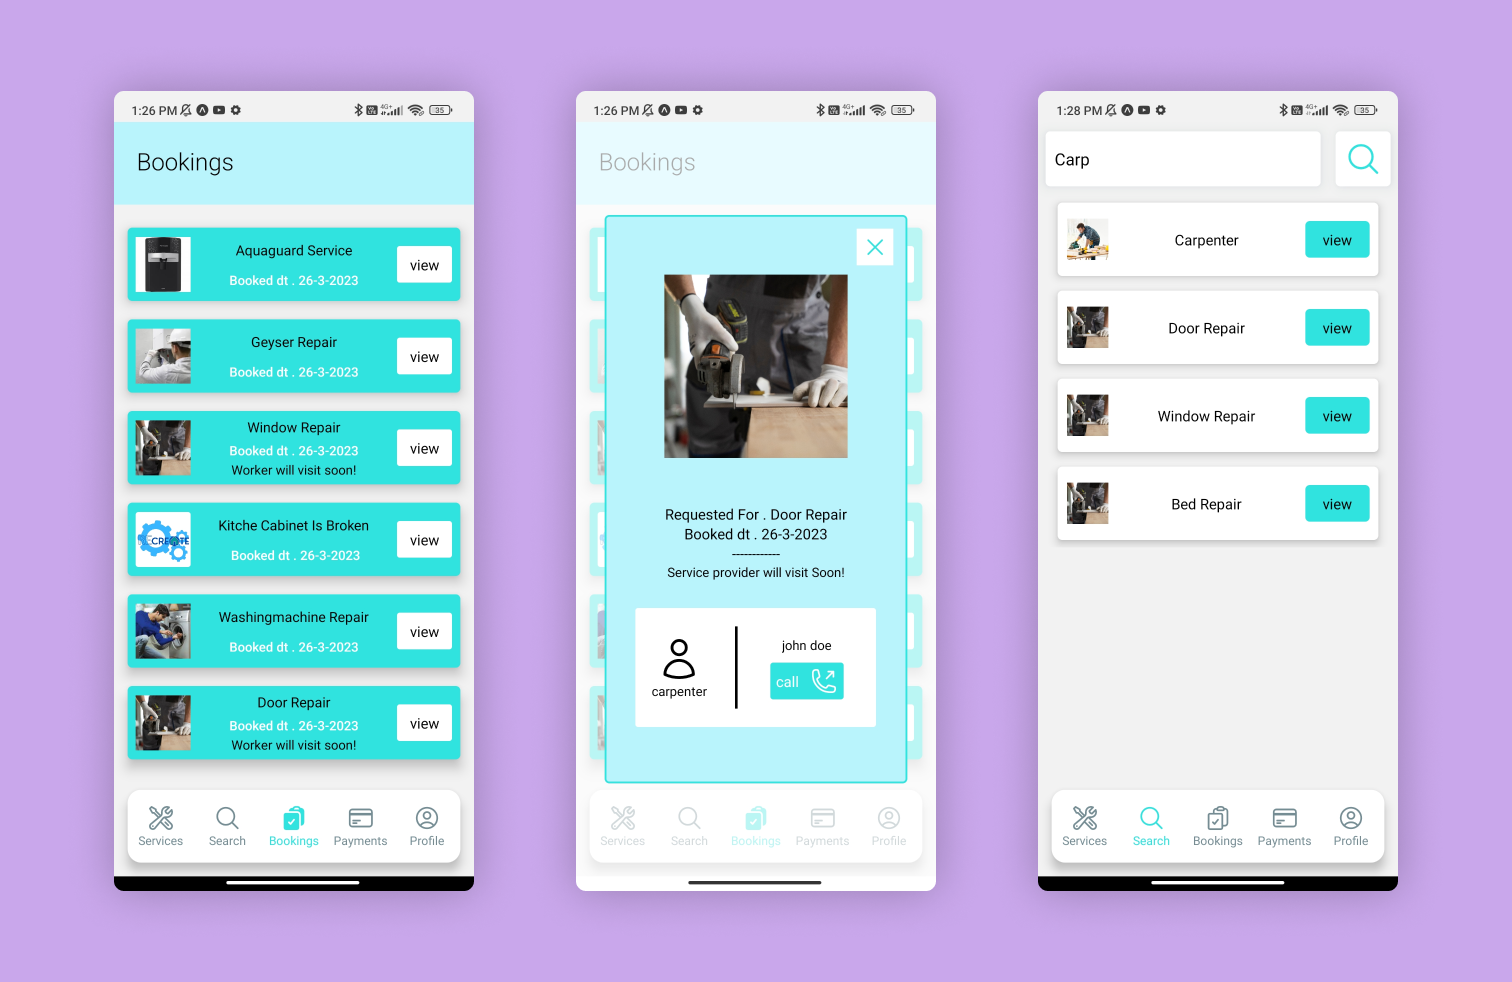 1:26 PM
4G+
35
Bookings
Aquaguard Service
Booked dt . 26-3-2023
view
Geyser Repair
Booked dt . 26-3-2023
view
Window Repair
Booked dt . 26-3-2023
Worker will visit soon!
view
Kitche Cabinet Is Broken
Booked dt . 26-3-2023
view
Washingmachine Repair
Booked dt . 26-3-2023
view
Door Repair
Booked dt . 26-3-2023
Worker will visit soon!
view
Services Search Bookings Payments Profile
1:26 PM
4G+
35
Bookings
Requested For . Door Repair
Booked dt . 26-3-2023
------------
Service provider will visit Soon!
carpenter
john doe
call
Services Search Bookings Payments Profile
1:28 PM
4G+
35
Carp
Carpenter
view
Door Repair
view
Window Repair
view
Bed Repair
view
Services Search Bookings Payments Profile